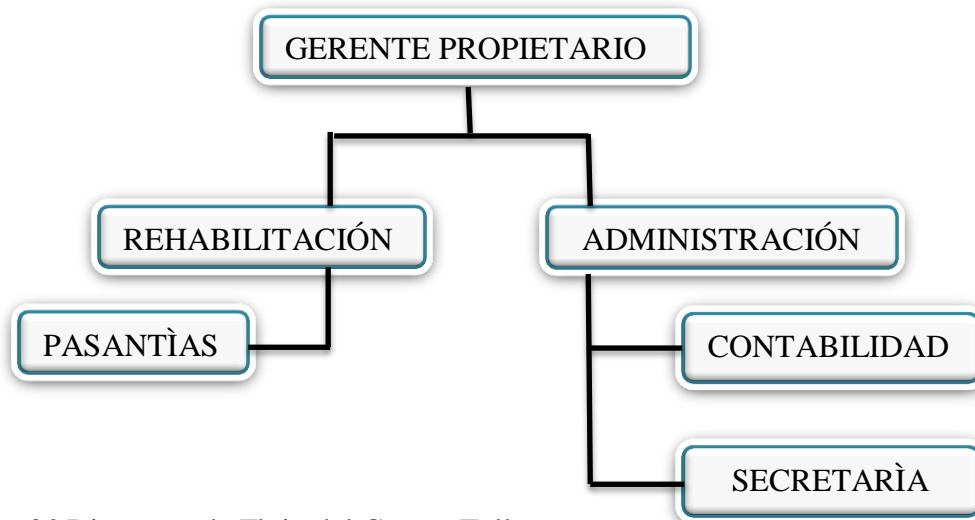 GERENTE PROPIETARIO
REHABILITACIÓN
ADMINISTRACIÓN
PASANTÌAS
CONTABILIDAD
SECRETARÌA